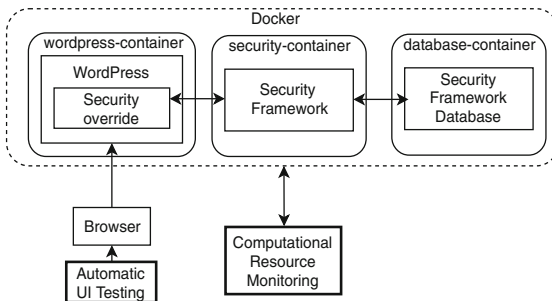 Docker
wordpress-container
WordPress
Security
override
security-container
Security
Framework
database-container
Security
Framework
Database
Browser
Automatic
UI Testing
Computational
Resource
Monitoring